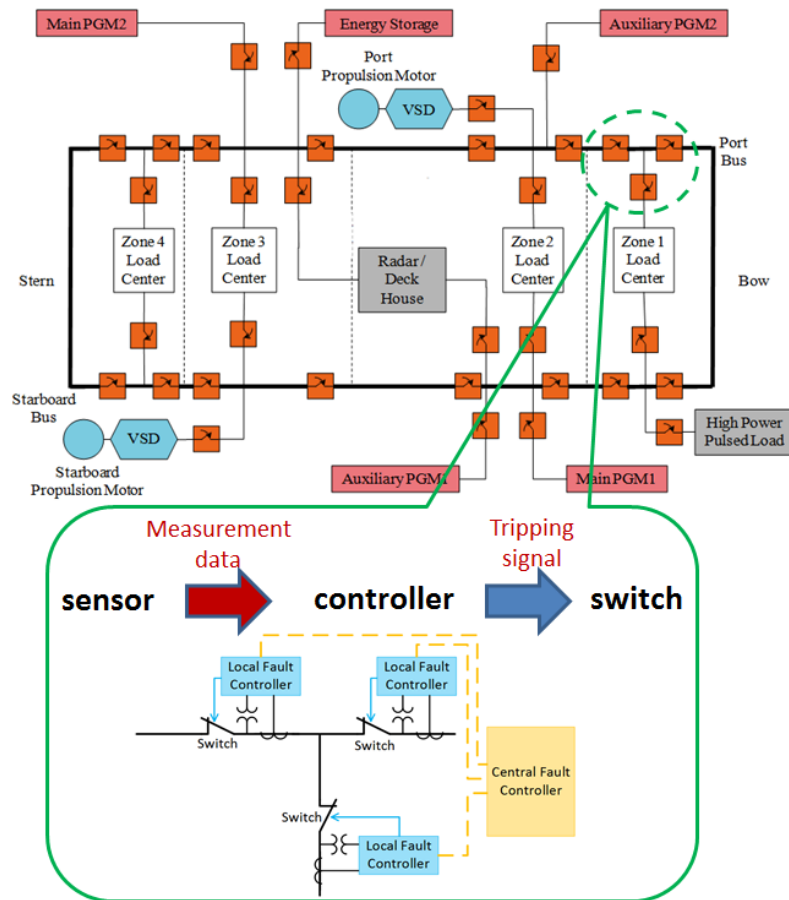 Main PGM2
Energy Storage
Auxiliary PGM2
Port
Propulsion Motor
VSD
Port
Bus
Zone 4
Load
Center
Zone 3
Load
Center
Radar /
Deck
House
Zone 2
Load
Center
Zone 1
Load
Center
Stern
Bow
Starboard
Bus
VSD
Starboard
Propulsion Motor
High Power
Pulsed Load
Auxiliary PGM1
Main PGM1
Measurement
data
Tripping
signal
sensor
controller
switch
Local Fault
Controller
Local Fault
Controller
Switch
Switch
Central Fault
Controller
Switch
Local Fault
Controller